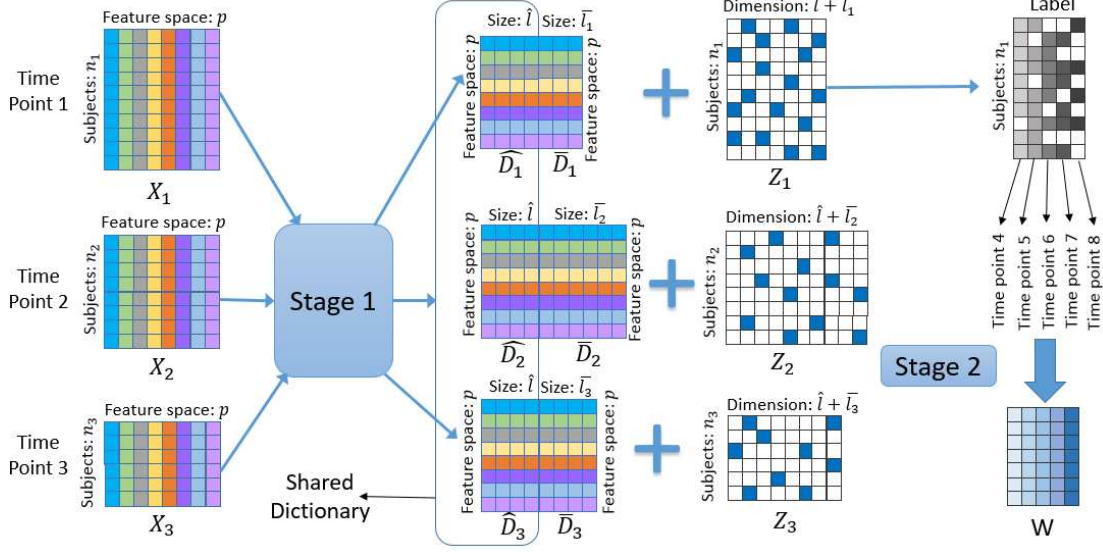 Feature space: p
Time
Point 1
Subjects: n₁
X₁
Feature space: p
Time
Point 2
Subjects: n₂
X₂
Feature space: p
Time
Point 3
Subjects: n₃
X₃
Stage 1
Shared
Dictionary
Size: l̂ Size: l̄₁
Feature space: p
Feature space: p
D̂₁ D̄₁
Size: l̂ Size: l̄₂
Feature space: p
Feature space: p
D̂₂ D̄₂
Size: l̂ Size: l̄₃
Feature space: p
Feature space: p
D̂₃ D̄₃
+
Dimension: l̂ + l̄₁
Subjects: n₁
Z₁
+
Dimension: l̂ + l̄₂
Subjects: n₂
Z₂
+
Dimension: l̂ + l̄₃
Subjects: n₃
Z₃
Label
Subjects: n₁
Time point 4
Time point 5
Time point 6
Time point 7
Time point 8
Stage 2
W